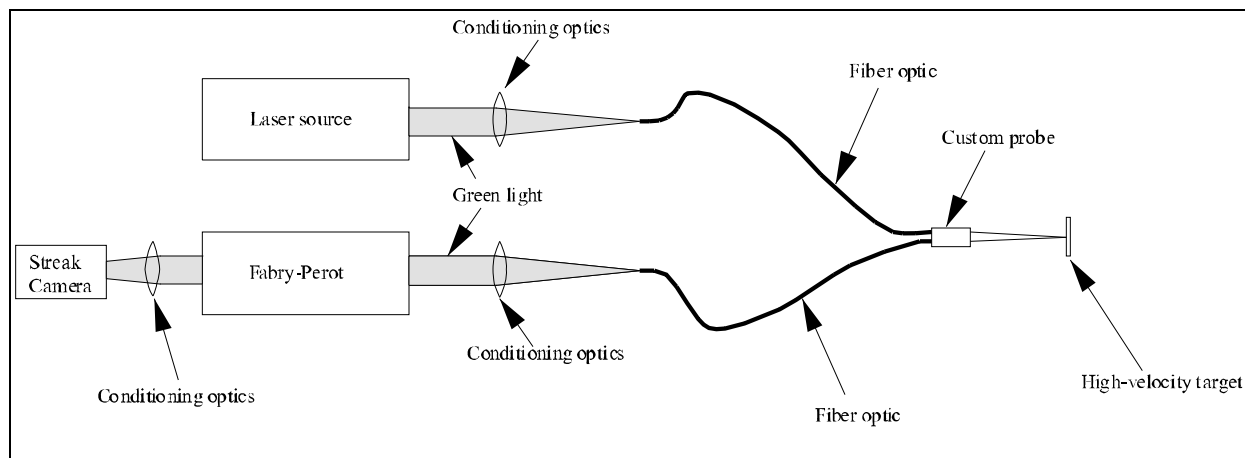 Conditioning optics
Fiber optic
Laser source
Custom probe
Green light
Streak
Camera
Fabry-Perot
Conditioning optics
High-velocity target
Conditioning optics
Fiber optic